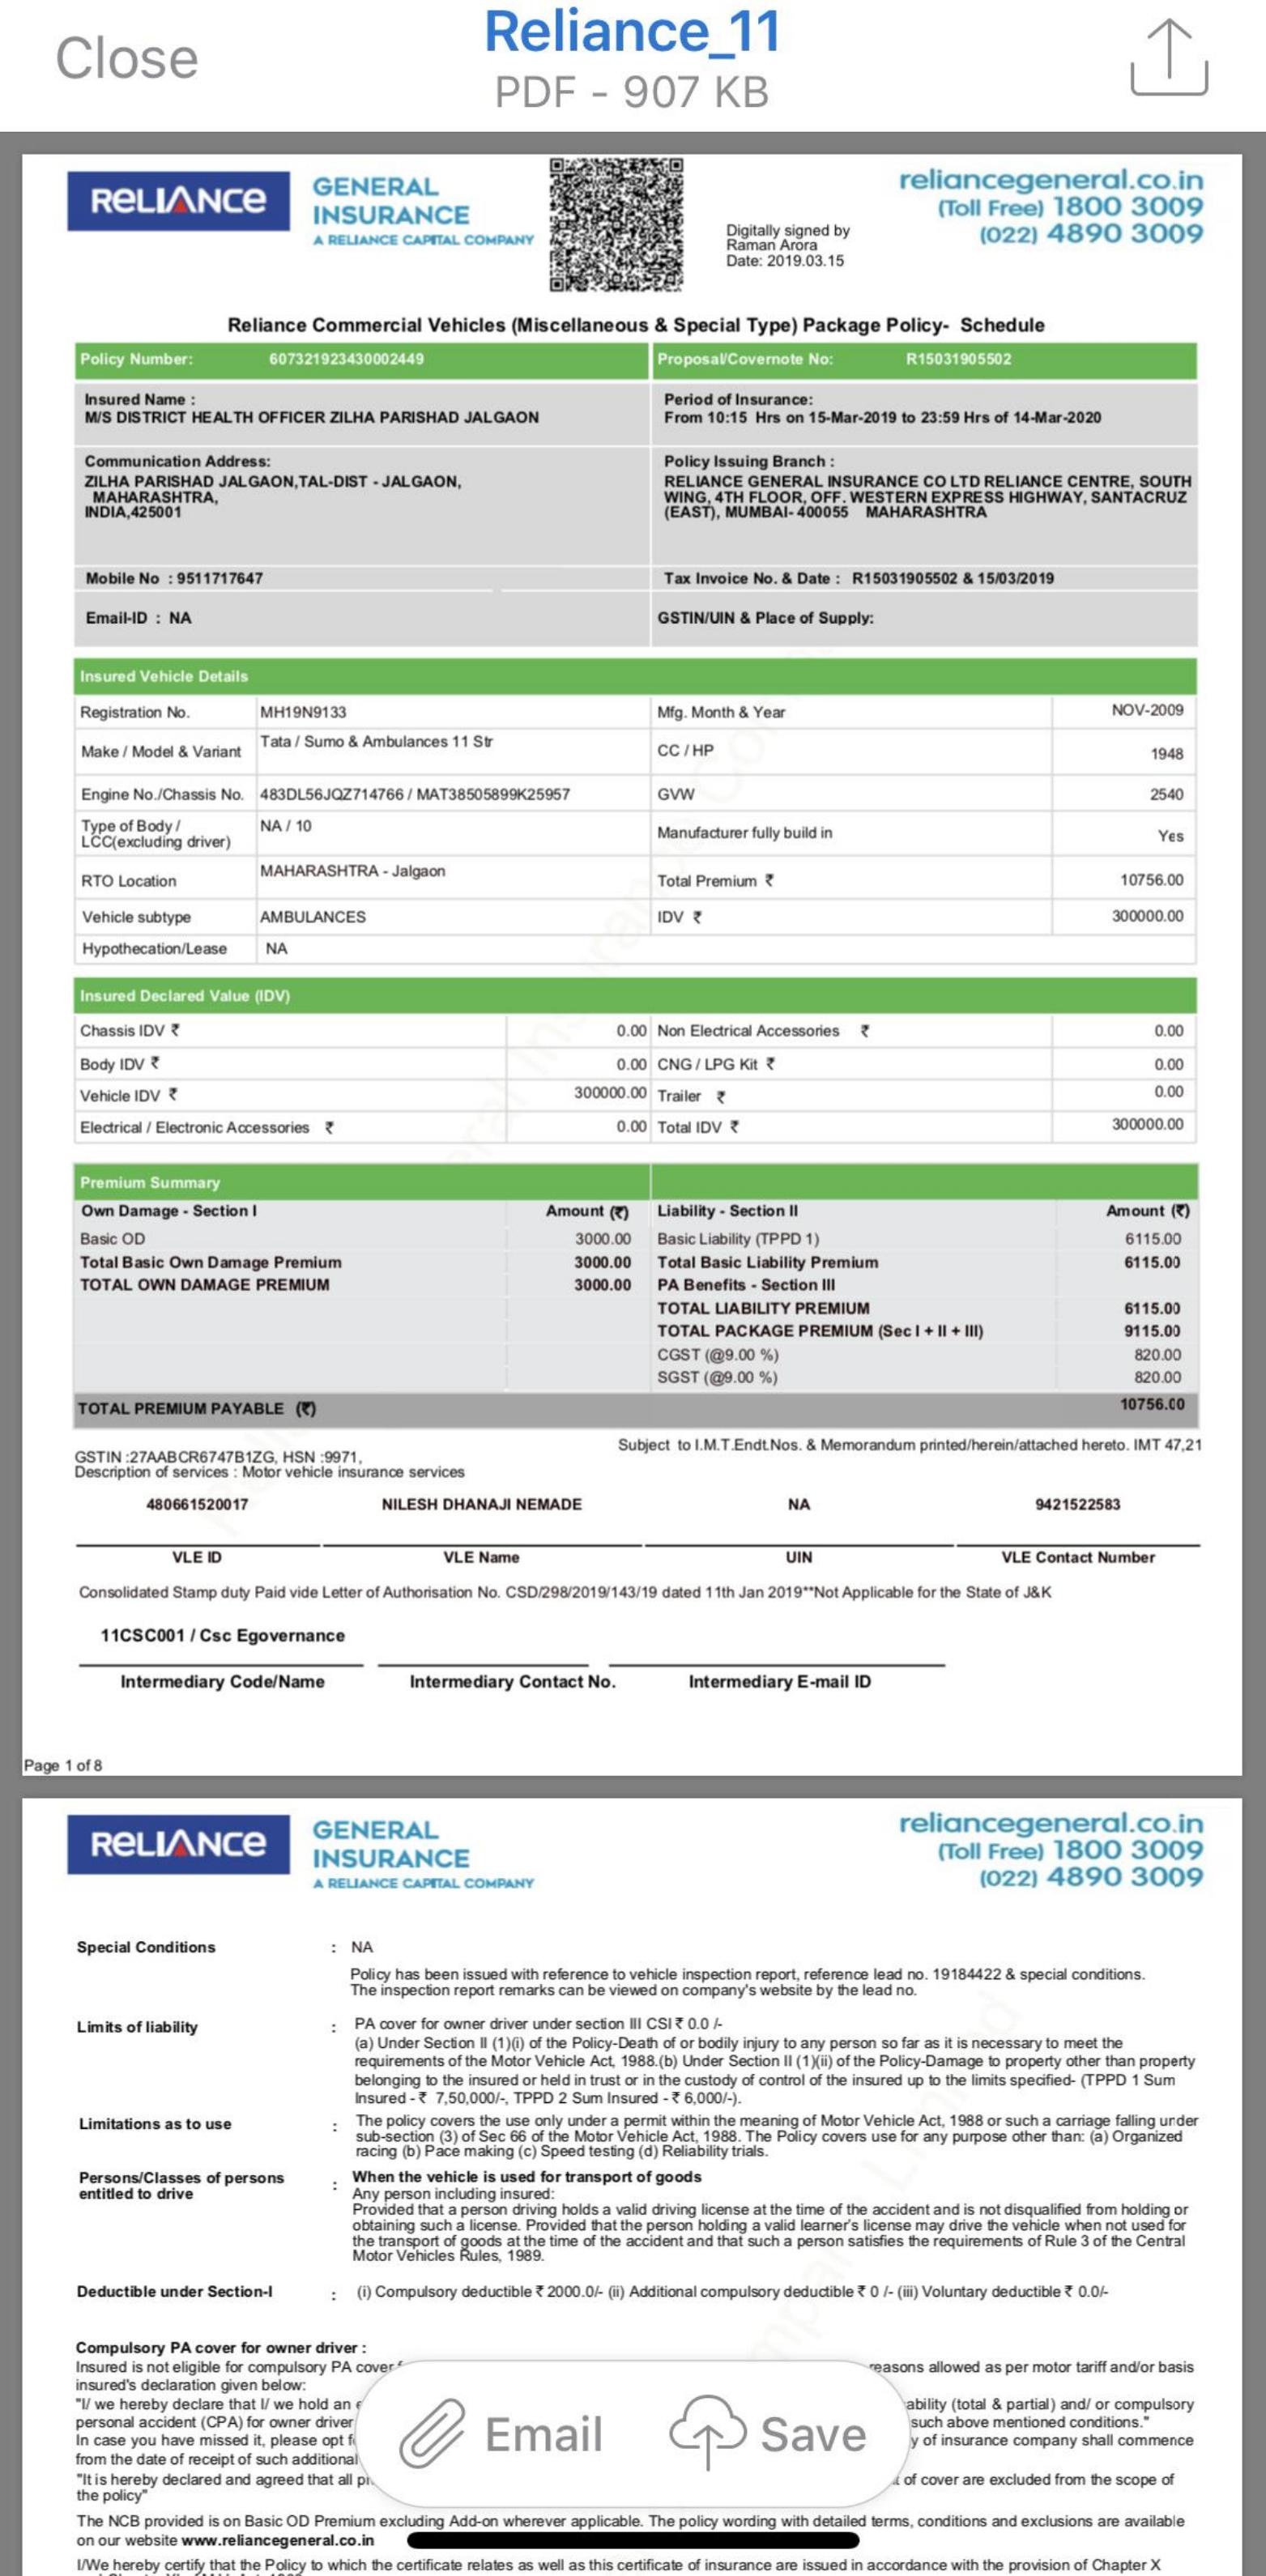 Close
Reliance_11
PDF - 907 KB
RELIANCE
GENERAL
INSURANCE
A RELIANCE CAPITAL COMPANY
Digitally signed by
Raman Arora
Date: 2019.03.15
reliancegeneral.co.in
(Toll Free) 1800 3009
(022) 4890 3009
Reliance Commercial Vehicles (Miscellaneous & Special Type) Package Policy- Schedule
Policy Number: 607321923430002449 Proposal/Covernote No: R15031905502
Insured Name :
M/S DISTRICT HEALTH OFFICER ZILHA PARISHAD JALGAON
Period of Insurance:
From 10:15 Hrs on 15-Mar-2019 to 23:59 Hrs of 14-Mar-2020
Communication Address:
ZILHA PARISHAD JALGAON,TAL-DIST - JALGAON,
MAHARASHTRA,
INDIA,425001
Policy Issuing Branch :
RELIANCE GENERAL INSURANCE CO LTD RELIANCE CENTRE, SOUTH
WING, 4TH FLOOR, OFF. WESTERN EXPRESS HIGHWAY, SANTACRUZ
(EAST), MUMBAI- 400055 MAHARASHTRA
Mobile No : 9511717647 Tax Invoice No. & Date : R15031905502 & 15/03/2019
Email-ID : NA GSTIN/UIN & Place of Supply:
Insured Vehicle Details
Registration No. MH19N9133 Mfg. Month & Year NOV-2009
Make / Model & Variant Tata / Sumo & Ambulances 11 Str CC / HP 1948
Engine No./Chassis No. 483DL56JQZ714766 / MAT38505899K25957 GVW 2540
Type of Body /
LCC(excluding driver) NA / 10 Manufacturer fully build in Yes
RTO Location MAHARASHTRA - Jalgaon Total Premium ₹ 10756.00
Vehicle subtype AMBULANCES IDV ₹ 300000.00
Hypothecation/Lease NA
Insured Declared Value (IDV)
Chassis IDV ₹ 0.00 Non Electrical Accessories ₹ 0.00
Body IDV ₹ 0.00 CNG / LPG Kit ₹ 0.00
Vehicle IDV ₹ 300000.00 Trailer ₹ 0.00
Electrical / Electronic Accessories ₹ 0.00 Total IDV ₹ 300000.00
Premium Summary
Own Damage - Section I Amount (₹) Liability - Section II Amount (₹)
Basic OD 3000.00 Basic Liability (TPPD 1) 6115.00
Total Basic Own Damage Premium 3000.00 Total Basic Liability Premium 6115.00
TOTAL OWN DAMAGE PREMIUM 3000.00 PA Benefits - Section III
TOTAL LIABILITY PREMIUM 6115.00
TOTAL PACKAGE PREMIUM (Sec I + II + III) 9115.00
CGST (@9.00 %) 820.00
SGST (@9.00 %) 820.00
TOTAL PREMIUM PAYABLE (₹) 10756.00
Subject to I.M.T.Endt.Nos. & Memorandum printed/herein/attached hereto. IMT 47,21
GSTIN :27AABCR6747B1ZG, HSN :9971,
Description of services : Motor vehicle insurance services
480661520017 NILESH DHANAJI NEMADE NA 9421522583
VLE ID VLE Name UIN VLE Contact Number
Consolidated Stamp duty Paid vide Letter of Authorisation No. CSD/298/2019/143/19 dated 11th Jan 2019**Not Applicable for the State of J&K
11CSC001 / Csc Egovernance
Intermediary Code/Name Intermediary Contact No. Intermediary E-mail ID
Page 1 of 8
RELIANCE
GENERAL
INSURANCE
A RELIANCE CAPITAL COMPANY
reliancegeneral.co.in
(Toll Free) 1800 3009
(022) 4890 3009
Special Conditions : NA
Policy has been issued with reference to vehicle inspection report, reference lead no. 19184422 & special conditions.
The inspection report remarks can be viewed on company's website by the lead no.
Limits of liability : PA cover for owner driver under section III CSI ₹ 0.0 /-
(a) Under Section II (1)(i) of the Policy-Death of or bodily injury to any person so far as it is necessary to meet the
requirements of the Motor Vehicle Act, 1988.(b) Under Section II (1)(ii) of the Policy-Damage to property other than property
belonging to the insured or held in trust or in the custody of control of the insured up to the limits specified- (TPPD 1 Sum
Insured - ₹ 7,50,000/-, TPPD 2 Sum Insured - ₹ 6,000/-).
Limitations as to use : The policy covers the use only under a permit within the meaning of Motor Vehicle Act, 1988 or such a carriage falling under
sub-section (3) of Sec 66 of the Motor Vehicle Act, 1988. The Policy covers use for any purpose other than: (a) Organized
racing (b) Pace making (c) Speed testing (d) Reliability trials.
Persons/Classes of persons
entitled to drive : When the vehicle is used for transport of goods
Any person including insured:
Provided that a person driving holds a valid driving license at the time of the accident and is not disqualified from holding or
obtaining such a license. Provided that the person holding a valid learner's license may drive the vehicle when not used for
the transport of goods at the time of the accident and that such a person satisfies the requirements of Rule 3 of the Central
Motor Vehicles Rules, 1989.
Deductible under Section-I : (i) Compulsory deductible ₹ 2000.0/- (ii) Additional compulsory deductible ₹ 0 /- (iii) Voluntary deductible ₹ 0.0/-
Compulsory PA cover for owner driver :
Insured is not eligible for compulsory PA cover reasons allowed as per motor tariff and/or basis
insured's declaration given below:
"I/ we hereby declare that I/ we hold an ability (total & partial) and/ or compulsory
personal accident (CPA) for owner driver such above mentioned conditions."
In case you have missed it, please opt y of insurance company shall commence
from the date of receipt of such additional
"It is hereby declared and agreed that all of cover are excluded from the scope of
the policy"
Email Save
The NCB provided is on Basic OD Premium excluding Add-on wherever applicable. The policy wording with detailed terms, conditions and exclusions are available
on our website www.reliancegeneral.co.in
I/We hereby certify that the Policy to which the certificate relates as well as this certificate of insurance are issued in accordance with the provision of Chapter X